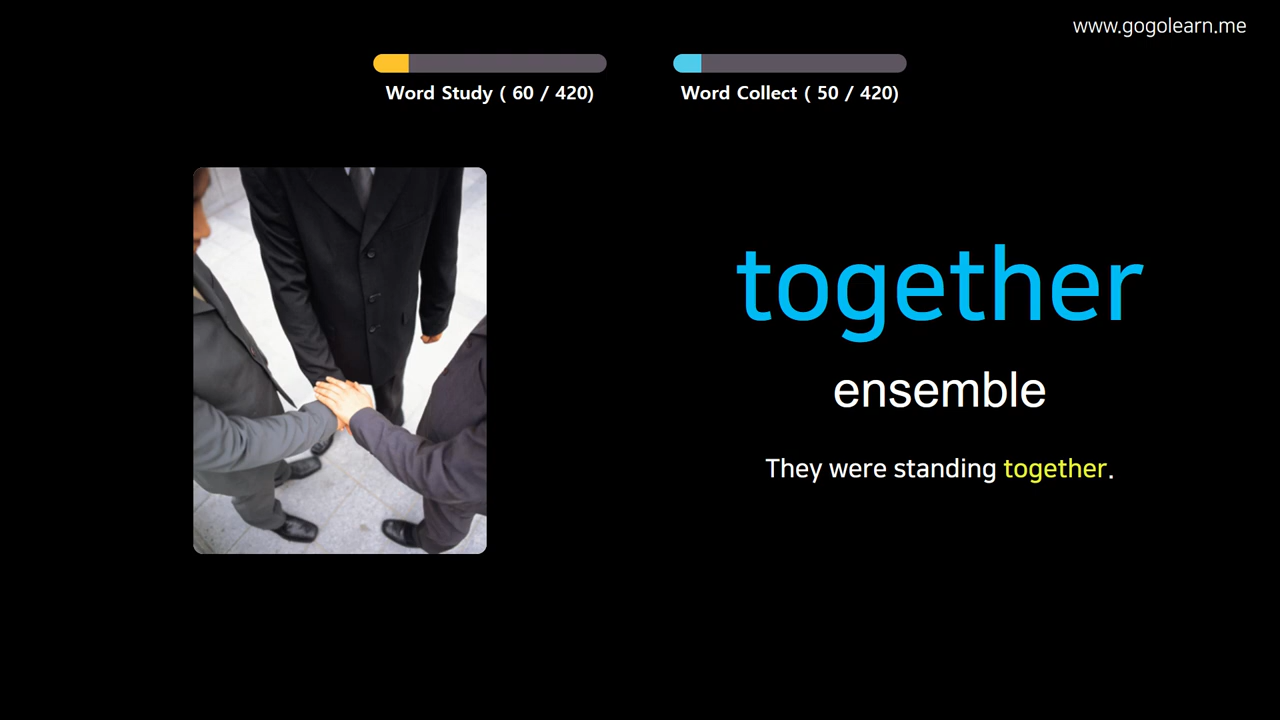 www.gogolearn.me
Word Study ( 60 / 420)
Word Collect ( 50 / 420)
together
ensemble
They were standing together.